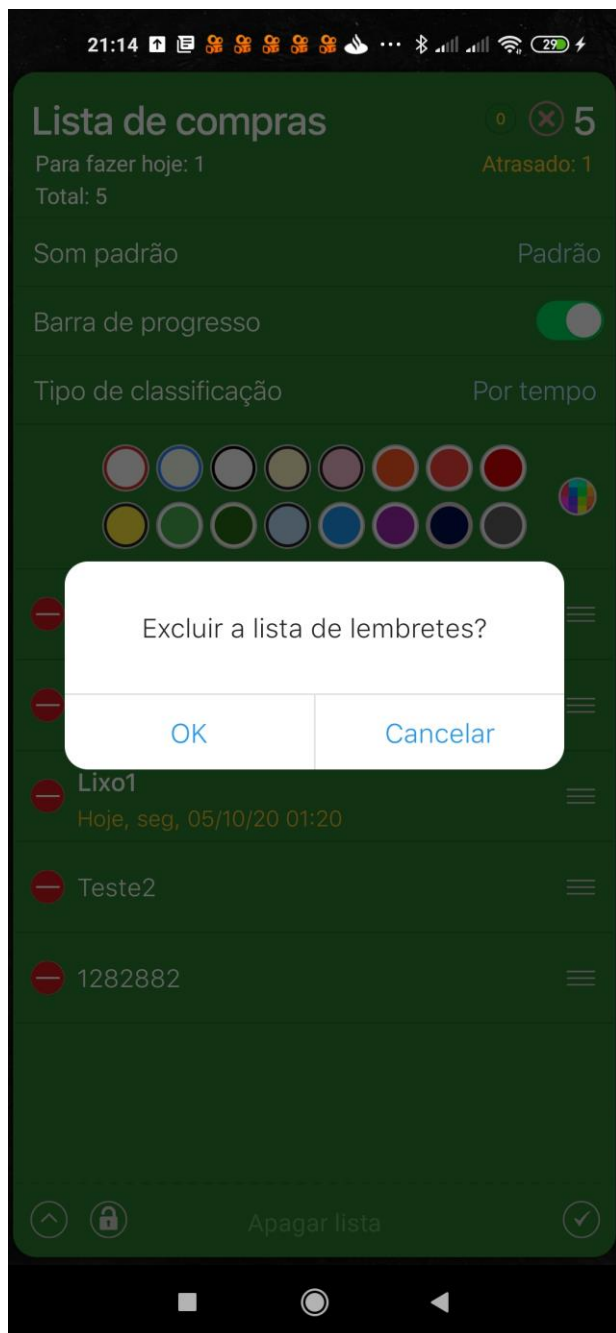 21:14
29
Lista de compras
0
5
Para fazer hoje: 1
Atrasado: 1
Total: 5
Som padrão
Padrão
Barra de progresso
Tipo de classificação
Por tempo
Excluir a lista de lembretes?
OK
Cancelar
Lixo1
Hoje, seg, 05/10/20 01:20
Teste2
1282882
Apagar lista